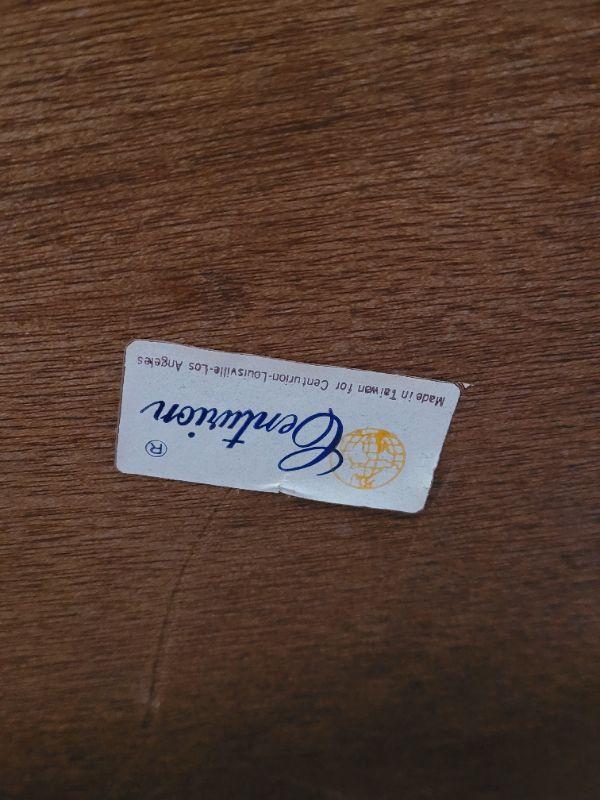 Centurion ®
Made in Taiwan for Centurion-Louisville-Los Angeles